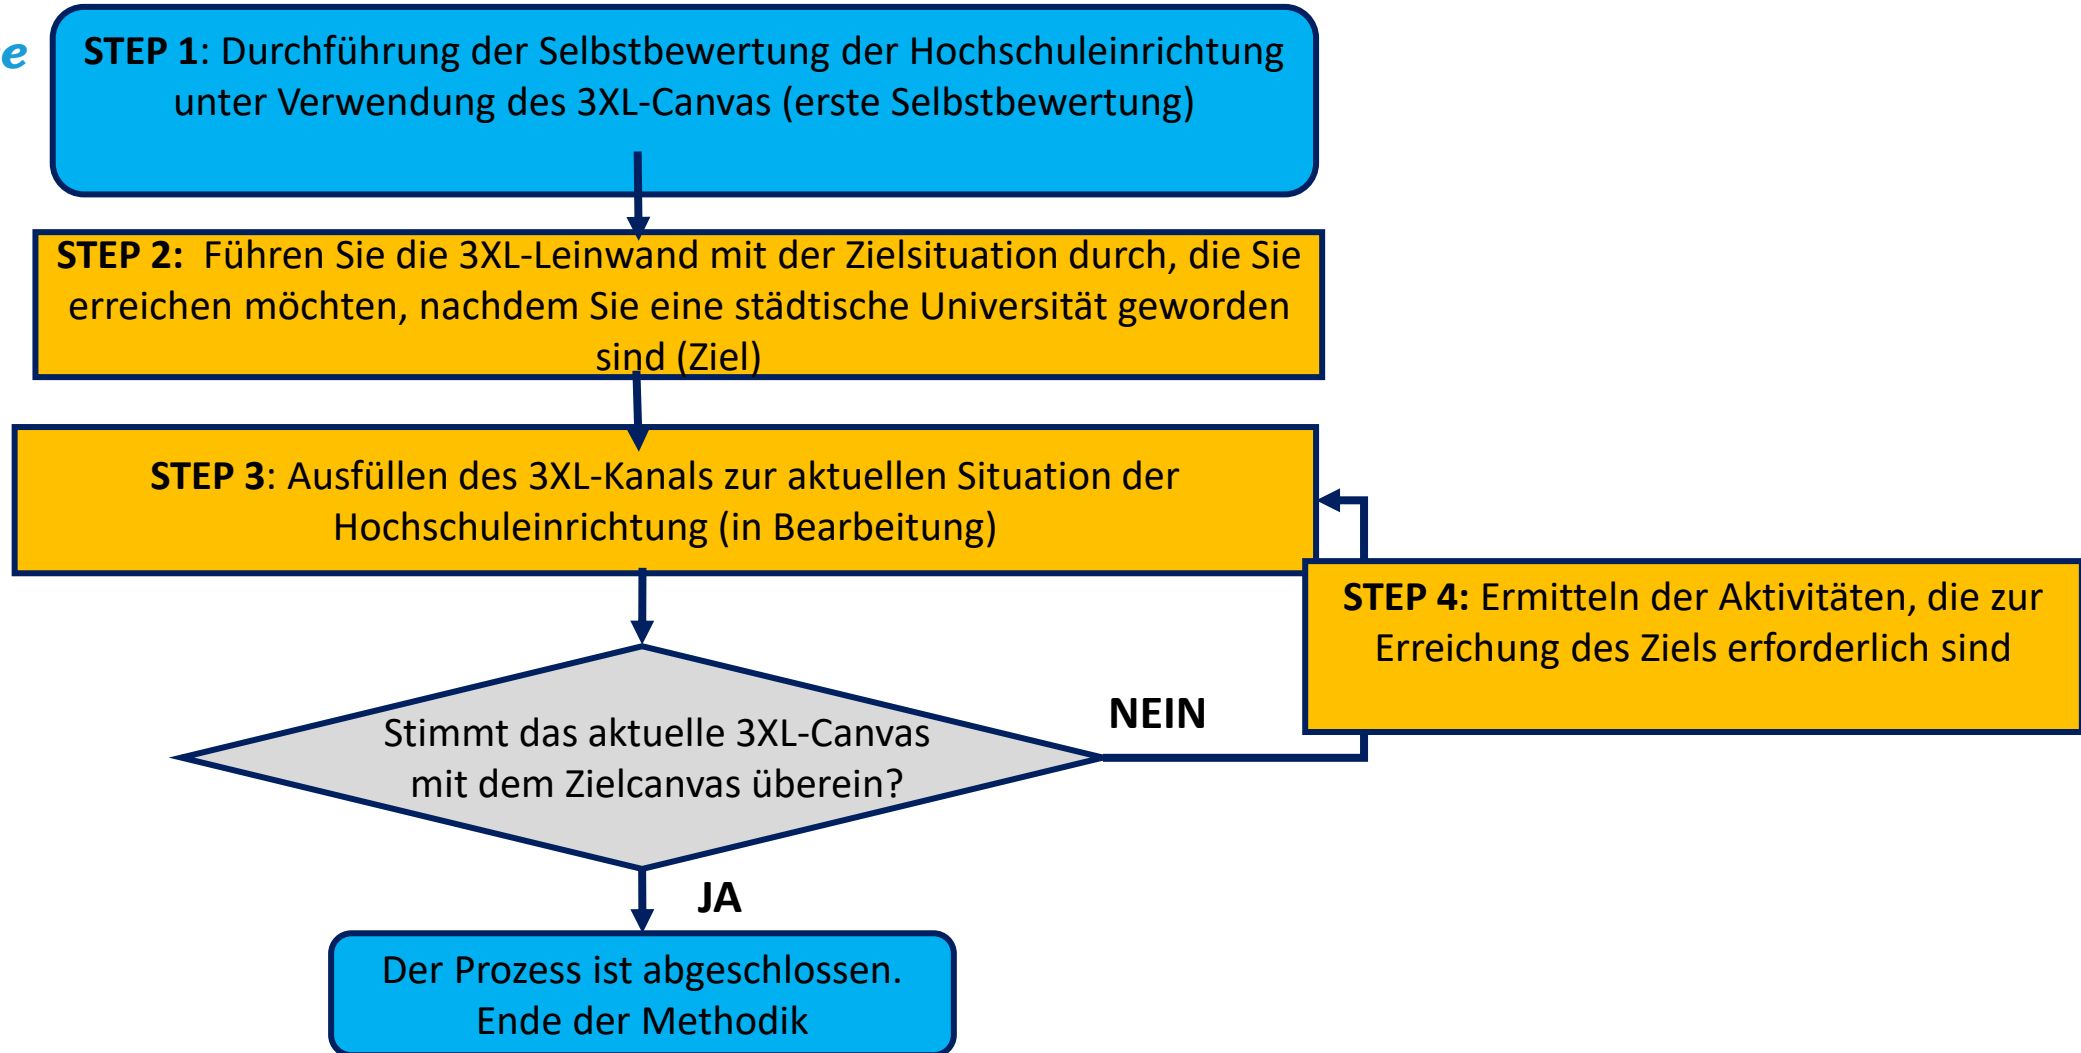 STEP 1: Durchführung der Selbstbewertung der Hochschuleinrichtung
unter Verwendung des 3XL-Canvas (erste Selbstbewertung)
STEP 2: Führen Sie die 3XL-Leinwand mit der Zielsituation durch, die Sie
erreichen möchten, nachdem Sie eine städtische Universität geworden
sind (Ziel)
STEP 3: Ausfüllen des 3XL-Kanals zur aktuellen Situation der
Hochschuleinrichtung (in Bearbeitung)
STEP 4: Ermitteln der Aktivitäten, die zur
Erreichung des Ziels erforderlich sind
Stimmt das aktuelle 3XL-Canvas
mit dem Zielcanvas überein?
NEIN
JA
Der Prozess ist abgeschlossen.
Ende der Methodik